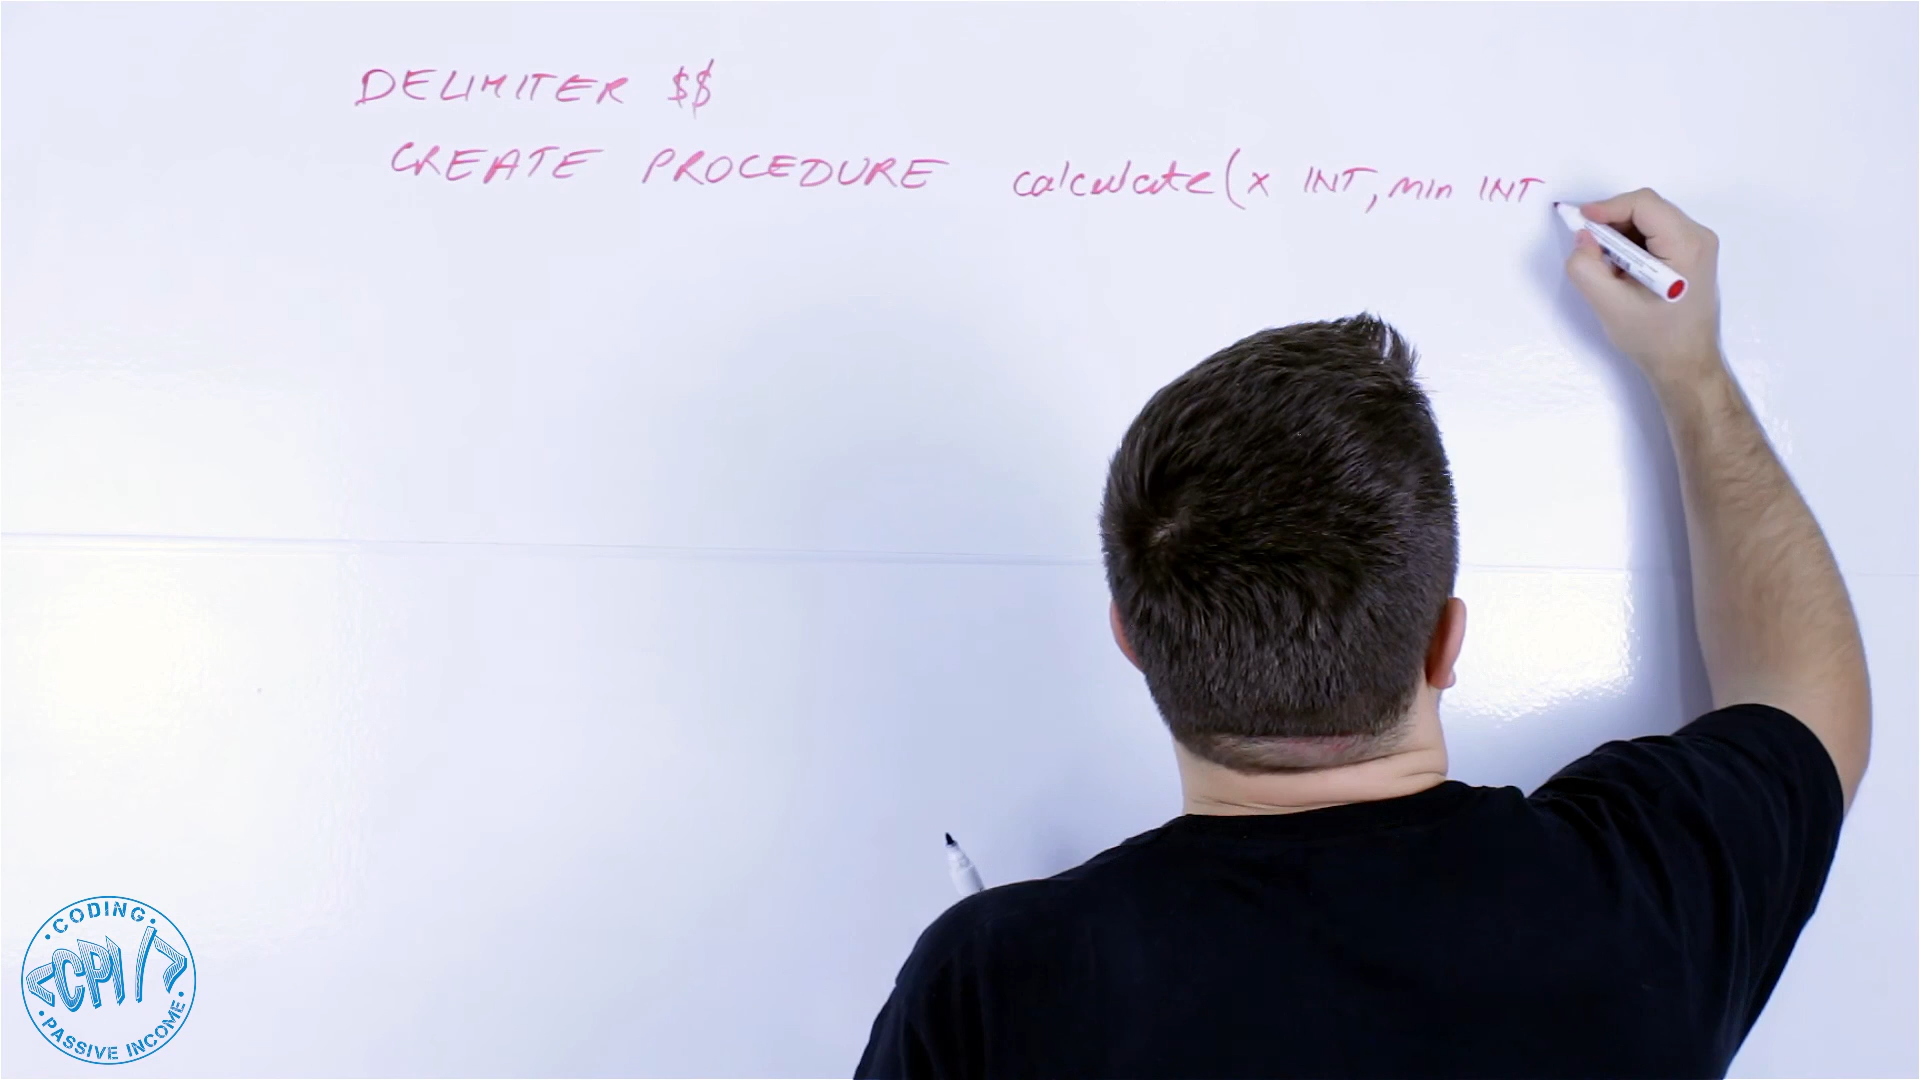 DELIMITER $$
CREATE PROCEDURE calculate(x INT, min INT
CODING
<CPI/>
PASSIVE INCOME